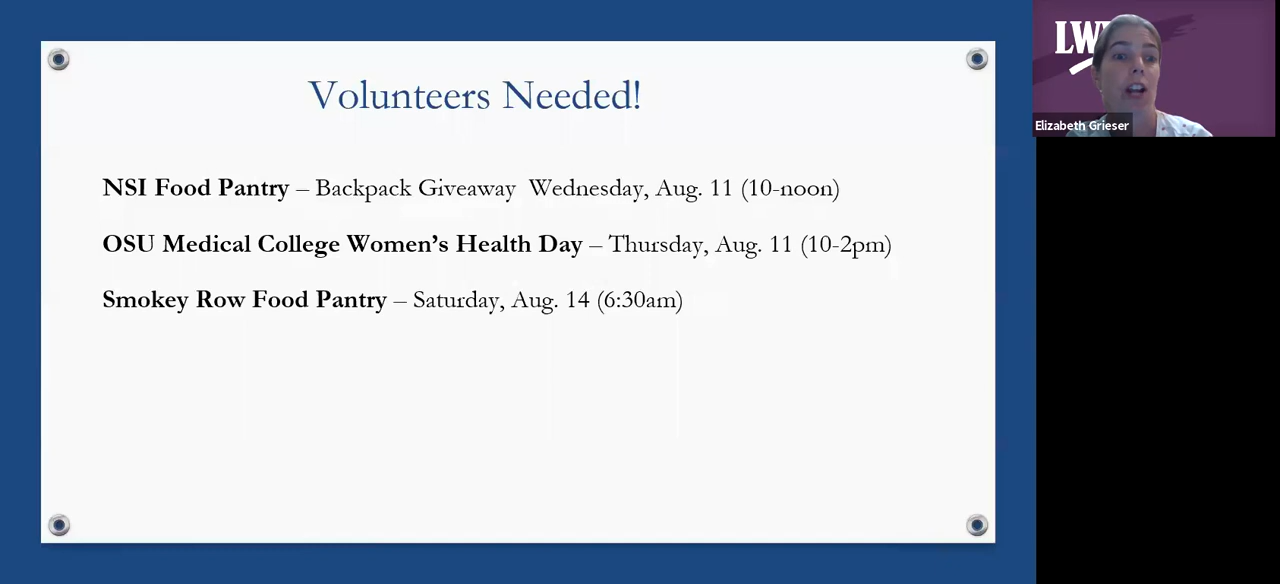 Volunteers Needed!
NSI Food Pantry – Backpack Giveaway  Wednesday, Aug. 11 (10-noon)
OSU Medical College Women’s Health Day – Thursday, Aug. 11 (10-2pm)
Smokey Row Food Pantry – Saturday, Aug. 14 (6:30am)
Elizabeth Grieser